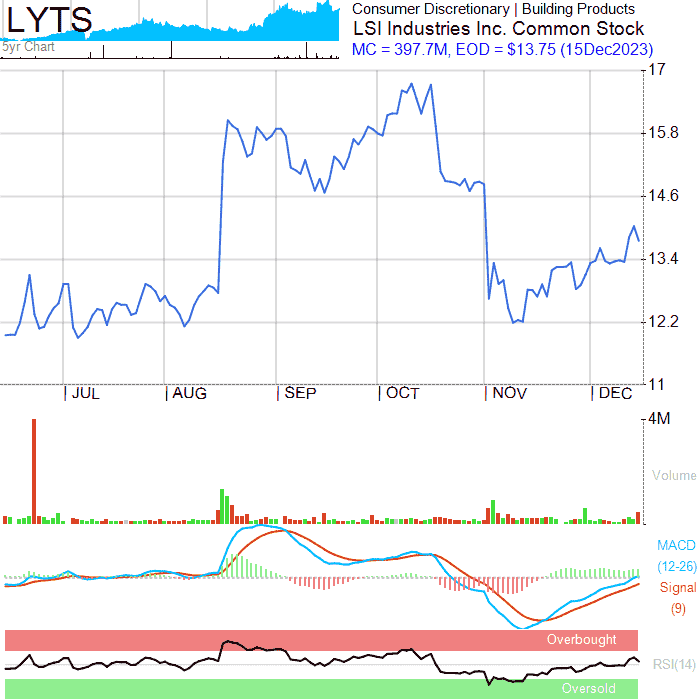 LYTS
5yr Chart
Consumer Discretionary | Building Products
LSI Industries Inc. Common Stock
MC = 397.7M, EOD = $13.75 (15Dec2023)
17
15.8
14.6
13.4
12.2
11
JUL
AUG
SEP
OCT
NOV
DEC
4M
Volume
MACD
(12-26)
Signal
(9)
Overbought
RSI(14)
Oversold